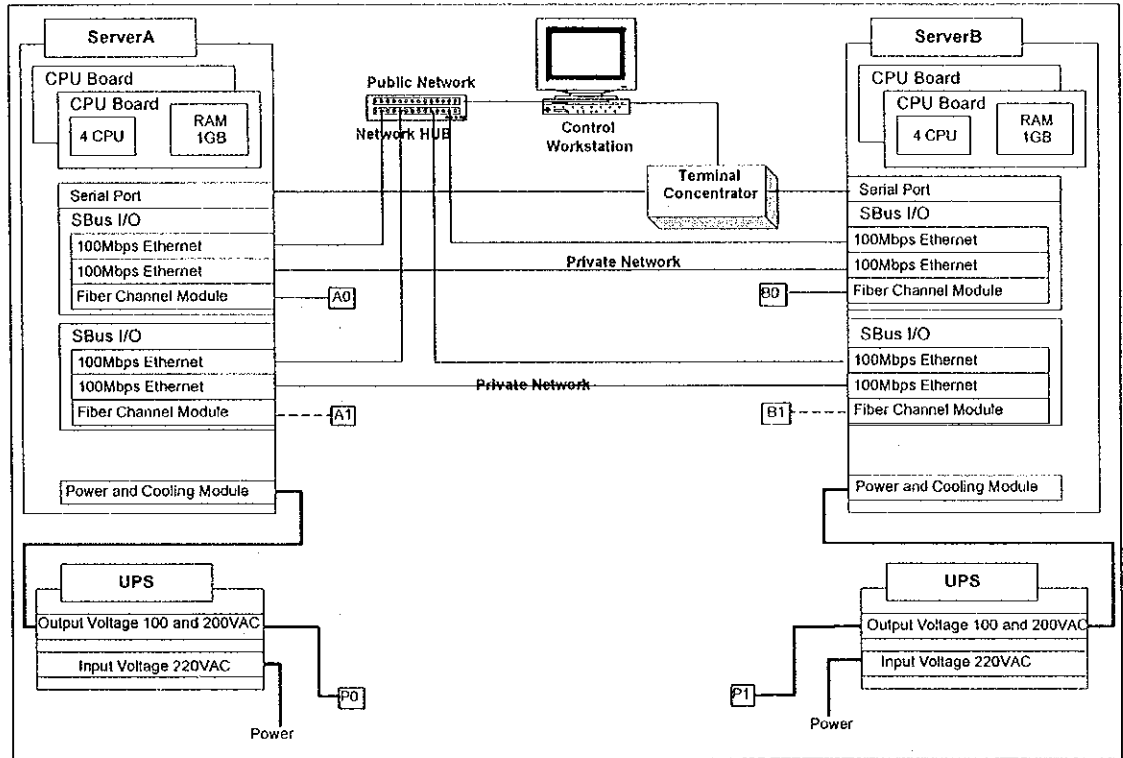 ServerA
CPU Board
CPU Board
4 CPU
RAM
1GB
Serial Port
SBus I/O
100Mbps Ethernet
100Mbps Ethernet
Fiber Channel Module
SBus I/O
100Mbps Ethernet
100Mbps Ethernet
Fiber Channel Module
Power and Cooling Module
UPS
Output Voltage 100 and 200VAC
Input Voltage 220VAC
Power
Public Network
Network HUB
Control
Workstation
Terminal
Concentrator
Private Network
A0
B0
Private Network
A1
B1
P0
P1
ServerB
CPU Board
CPU Board
4 CPU
RAM
1GB
Serial Port
SBus I/O
100Mbps Ethernet
100Mbps Ethernet
Fiber Channel Module
SBus I/O
100Mbps Ethernet
100Mbps Ethernet
Fiber Channel Module
Power and Cooling Module
UPS
Output Voltage 100 and 200VAC
Input Voltage 220VAC
Power